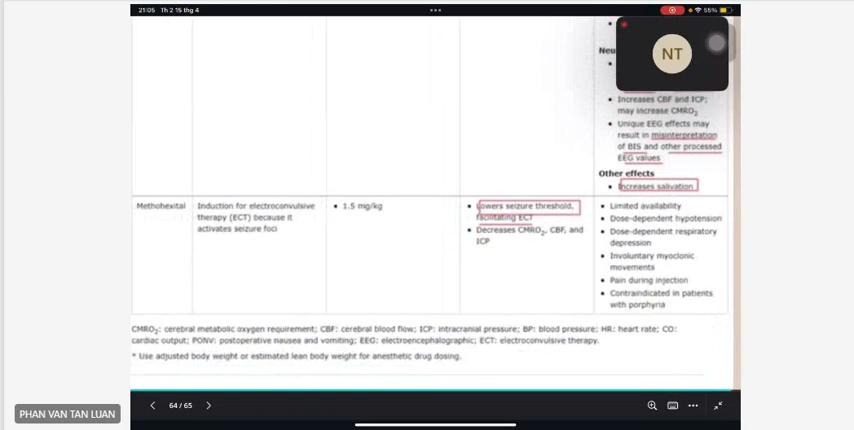 21:05 Th 2 15 thg 4
55%
NT
Neu
• Increases CBF and ICP;
may increase CMRO2
• Unique EEG effects may
result in misinterpretation
of BIS and other processed
EEG values
Other effects
• Increases salivation
Methohexital
Induction for electroconvulsive
therapy (ECT) because it
activates seizure foci
• 1.5 mg/kg
• Lowers seizure threshold,
facilitating ECT
• Decreases CMRO2, CBF, and
ICP
• Limited availability
• Dose-dependent hypotension
• Dose-dependent respiratory
depression
• Involuntary myoclonic
movements
• Pain during injection
• Contraindicated in patients
with porphyria
CMRO2: cerebral metabolic oxygen requirement; CBF: cerebral blood flow; ICP: intracranial pressure; BP: blood pressure; HR: heart rate; CO:
cardiac output; PONV: postoperative nausea and vomiting; EEG: electroencephalographic; ECT: electroconvulsive therapy.
* Use adjusted body weight or estimated lean body weight for anesthetic drug dosing.
64 / 65
PHAN VAN TAN LUAN